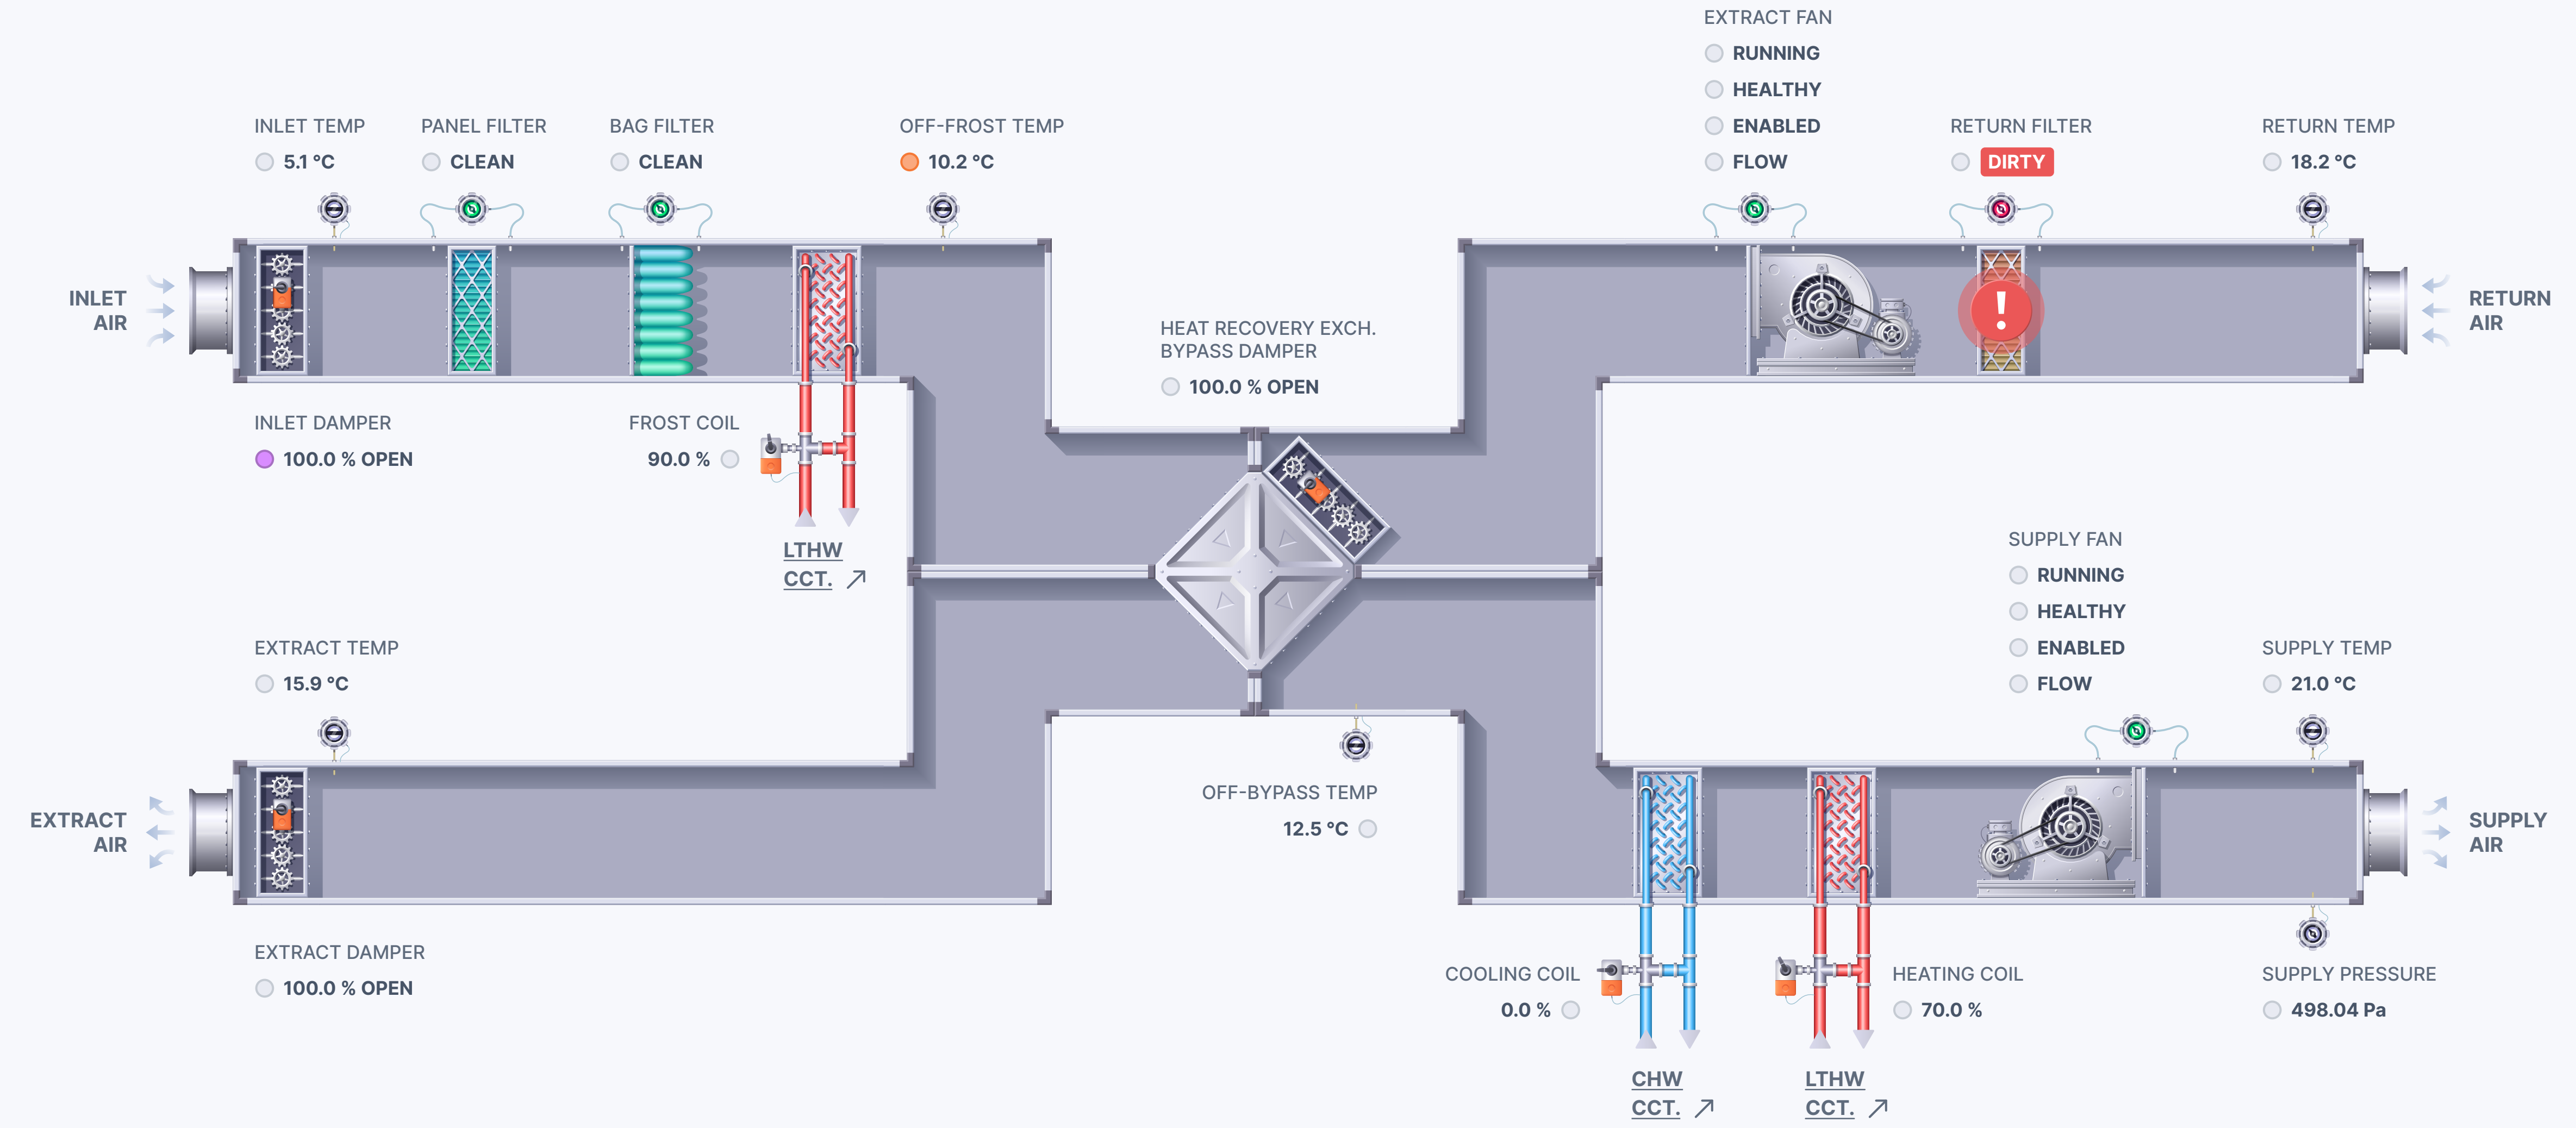 EXTRACT FAN
RUNNING
HEALTHY
ENABLED
FLOW
INLET TEMP
5.1 °C
PANEL FILTER
CLEAN
BAG FILTER
CLEAN
OFF-FROST TEMP
10.2 °C
RETURN FILTER
DIRTY
RETURN TEMP
18.2 °C
INLET
AIR
!
RETURN
AIR
HEAT RECOVERY EXCH.
BYPASS DAMPER
100.0 % OPEN
INLET DAMPER
100.0 % OPEN
FROST COIL
90.0 %
LTHW
CCT.
SUPPLY FAN
RUNNING
HEALTHY
ENABLED
FLOW
EXTRACT TEMP
15.9 °C
SUPPLY TEMP
21.0 °C
OFF-BYPASS TEMP
12.5 °C
EXTRACT
AIR
SUPPLY
AIR
EXTRACT DAMPER
100.0 % OPEN
COOLING COIL
0.0 %
HEATING COIL
70.0 %
SUPPLY PRESSURE
498.04 Pa
CHW
CCT.
LTHW
CCT.